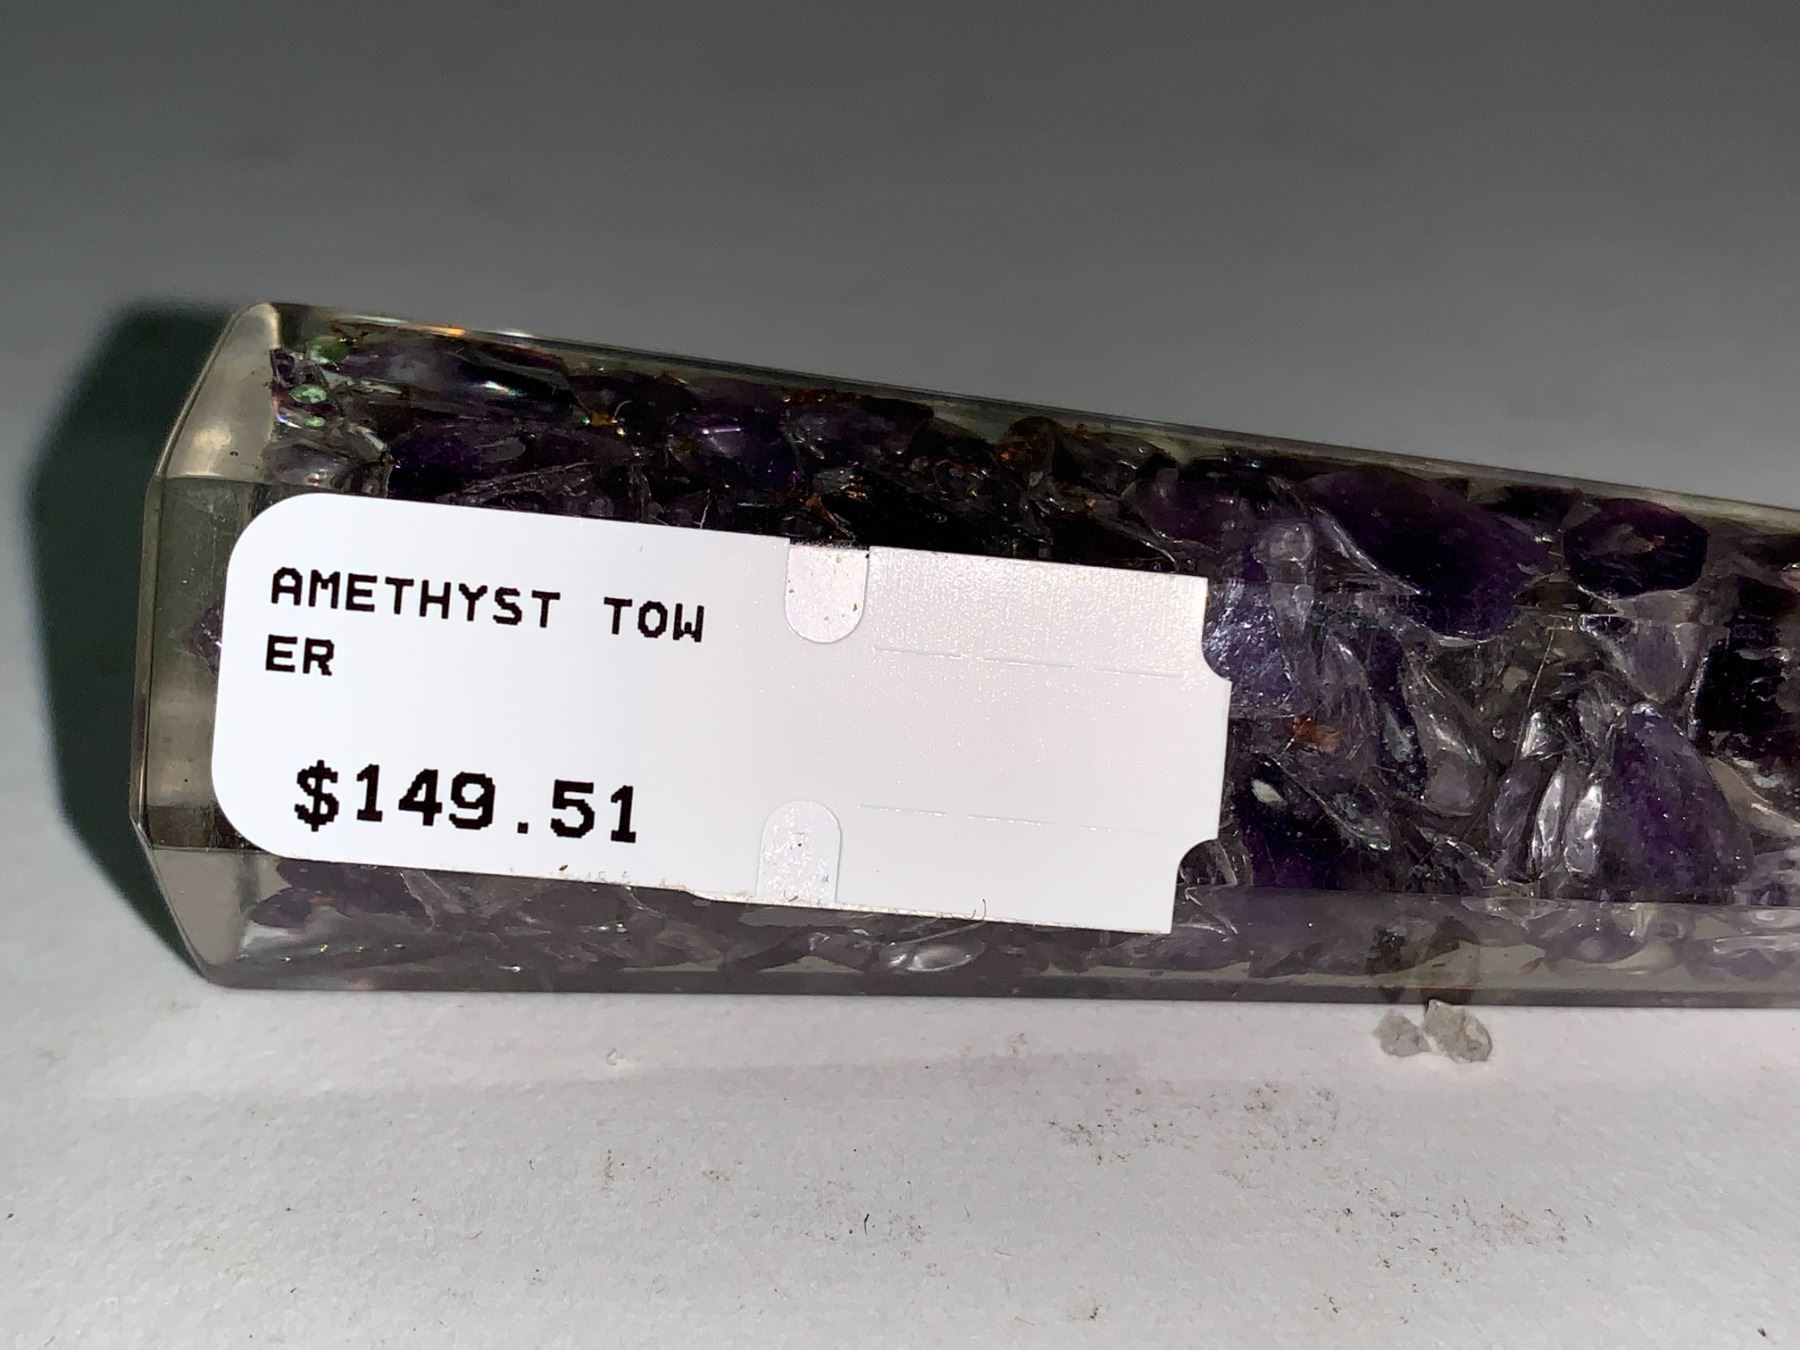 AMETHYST TOW
ER
$149.51